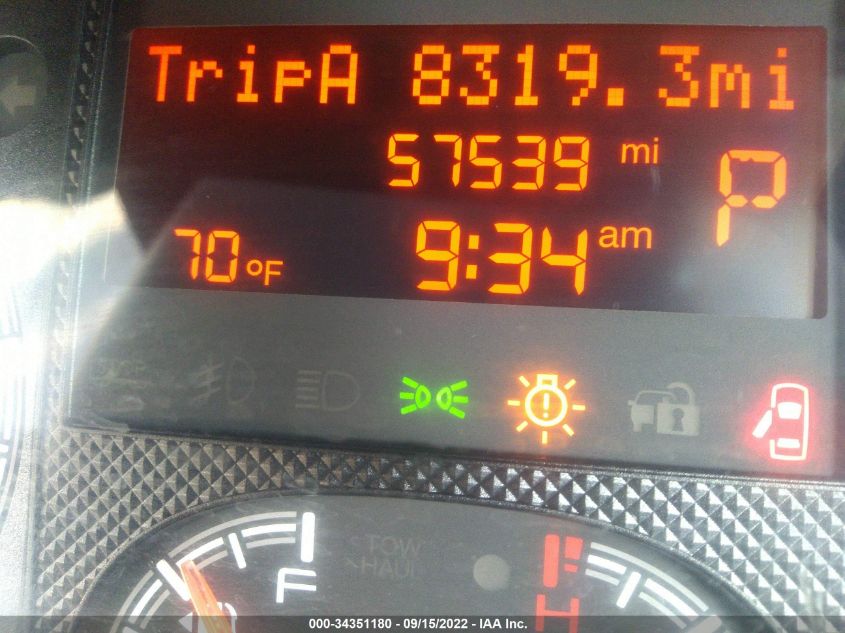 TripA 8319.3mi
57539 mi
P
70°F 9:34 am
TOW
HAUL
F
H
000-34351180 - 09/15/2022 - IAA Inc.